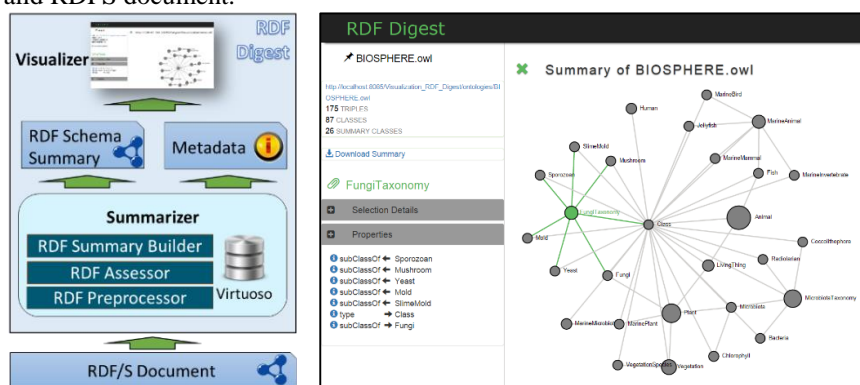 and RDF/S document.
RDF
Digest
Visualizer
RDF Schema
Summary
Metadata
Summarizer
RDF Summary Builder
RDF Assessor
RDF Preprocessor
Virtuoso
RDF/S Document
RDF Digest
BIOSPHERE.owl
http://localhost:8085/Visualization_RDF_Digest/ontologies/BI
OSPHERE.owl
175 TRIPLES
87 CLASSES
26 SUMMARY CLASSES
Download Summary
FungiTaxonomy
Selection Details
Properties
subClassOf ← Sporozoan
subClassOf ← Mushroom
subClassOf ← Yeast
subClassOf ← Mold
subClassOf ← SlimeMold
type → Class
subClassOf → Fungi
Summary of BIOSPHERE.owl
MarineBird
Human
Jellyfish
MarineAnimal
SlimeMold
Mushroom
MarineMammal
Sporozoan
Fish
MarineInvertebrate
FungiTaxonomy
Class
Animal
Mold
Coccolithophore
LivingThing
Radiolarian
Yeast
Fungi
MicrobiotaTaxonomy
Plant
Microbiota
MarineMicrobiota
MarinePlant
Bacteria
Chlorophyll
VegetationSpecies
Vegetation